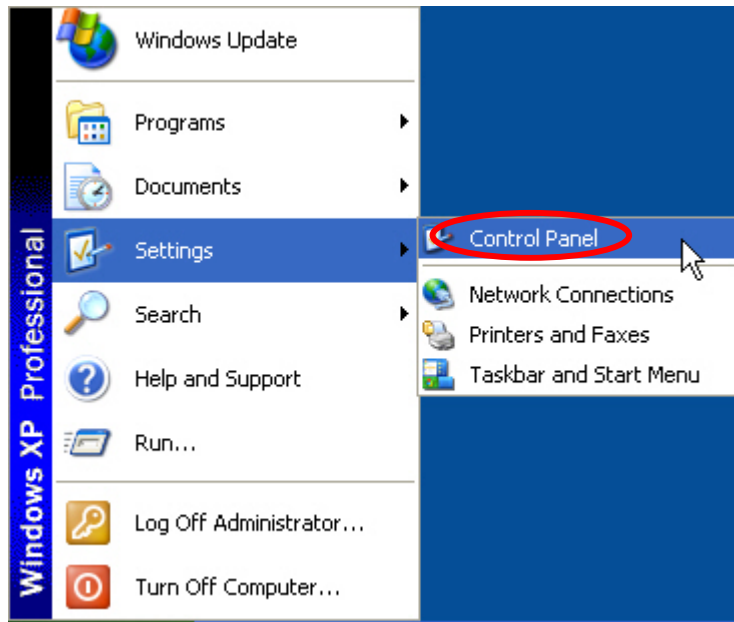 Windows Update
Programs
Documents
Settings
Search
Help and Support
Run...
Log Off Administrator...
Turn Off Computer...
Control Panel
Network Connections
Printers and Faxes
Taskbar and Start Menu
Windows XP Professional